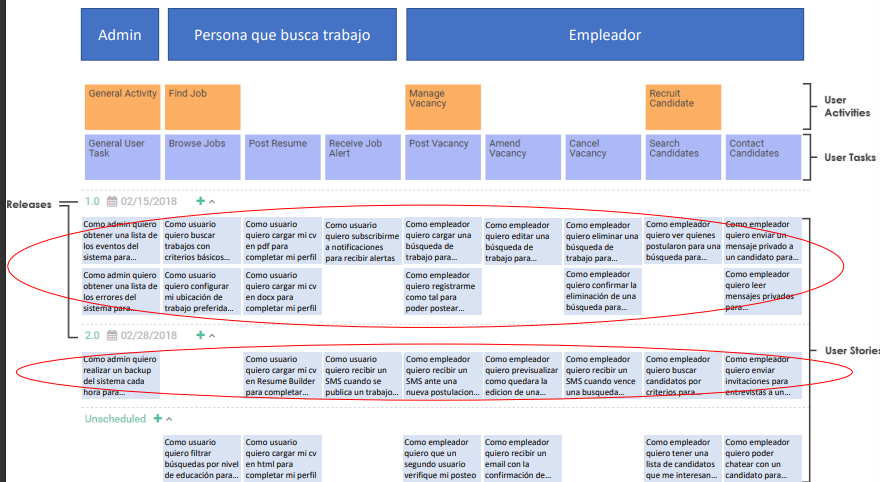 Admin
Persona que busca trabajo
Empleador
General Activity
Find Job
Manage
Vacancy
Recruit
Candidate
User
Activities
General User
Task
Browse Jobs
Post Resume
Receive Job
Alert
Post Vacancy
Amend
Vacancy
Cancel
Vacancy
Search
Candidates
Contact
Candidates
User Tasks
Releases
1.0 02/15/2018 +
Como admin quiero
obtener una lista de
los eventos del
sistema para...
Como usuario
quiero buscar
trabajos con
criterios básicos...
Como usuario
quiero cargar mi cv
en pdf para
completar mi perfil
Como usuario
quiero subscribirme
a notificaciones
para recibir alertas
Como empleador
quiero cargar una
búsqueda de
trabajo para...
Como empleador
quiero editar una
búsqueda de
trabajo para...
Como empleador
quiero eliminar una
búsqueda de
trabajo para...
Como empleador
quiero ver quienes
postularon para una
búsqueda para...
Como empleador
quiero enviar un
mensaje privado a
un candidato para...
Como admin quiero
obtener una lista de
los errores del
sistema para...
Como usuario
quiero configurar
mi ubicación de
trabajo preferida...
Como usuario
quiero cargar mi cv
en docx para
completar mi perfil
Como empleador
quiero registrarme
como tal para
poder postear...
Como empleador
quiero confirmar la
eliminación de una
búsqueda para...
Como empleador
quiero leer
mensajes privados
para...
2.0 02/28/2018 +
Como admin quiero
realizar un backup
del sistema cada
hora para...
Como usuario
quiero cargar mi cv
en Resume Builder
para completar...
Como usuario
quiero recibir un
SMS cuando se
publica un trabajo...
Como empleador
quiero recibir un
SMS ante una
nueva postulacion...
Como empleador
quiero previsualizar
como quedara la
edicion de una...
Como empleador
quiero recibir un
SMS cuando vence
una busqueda...
Como empleador
quiero buscar
candidatos por
criterios para...
Como empleador
quiero enviar
invitaciones para
entrevistas a un...
User Stories
Unscheduled +
Como usuario
quiero filtrar
búsquedas por nivel
de educación para...
Como usuario
quiero cargar mi cv
en html para
completar mi perfil
Como empleador
quiero que un
segundo usuario
verifique mi posteo
Como empleador
quiero recibir un
email con la
confirmación de...
Como empleador
quiero tener una
lista de candidatos
que me interesan...
Como empleador
quiero poder
chatear con un
candidato para...